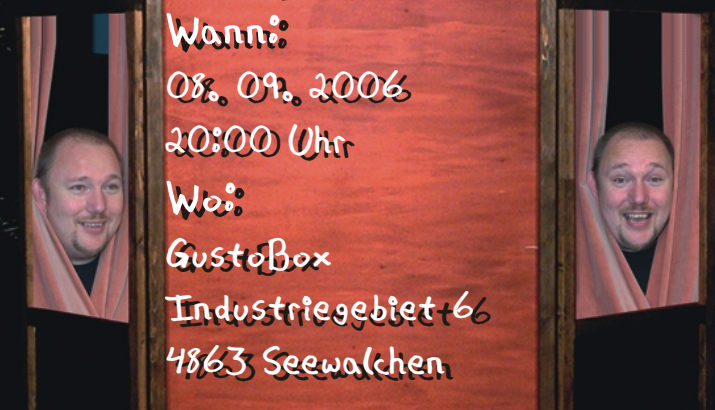 Wann:
08. 09. 2006
20:00 Uhr
Wo:
GustoBox
Industriegebiet 6
4863 Seewalchen